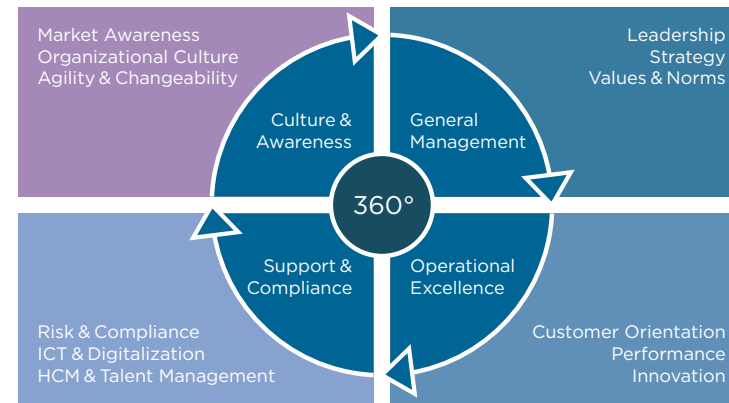 Market Awareness
Organizational Culture
Agility & Changeability
Culture &
Awareness
Leadership
Strategy
Values & Norms
General
Management
360°
Support &
Compliance
Risk & Compliance
ICT & Digitalization
HCM & Talent Management
Operational
Excellence
Customer Orientation
Performance
Innovation